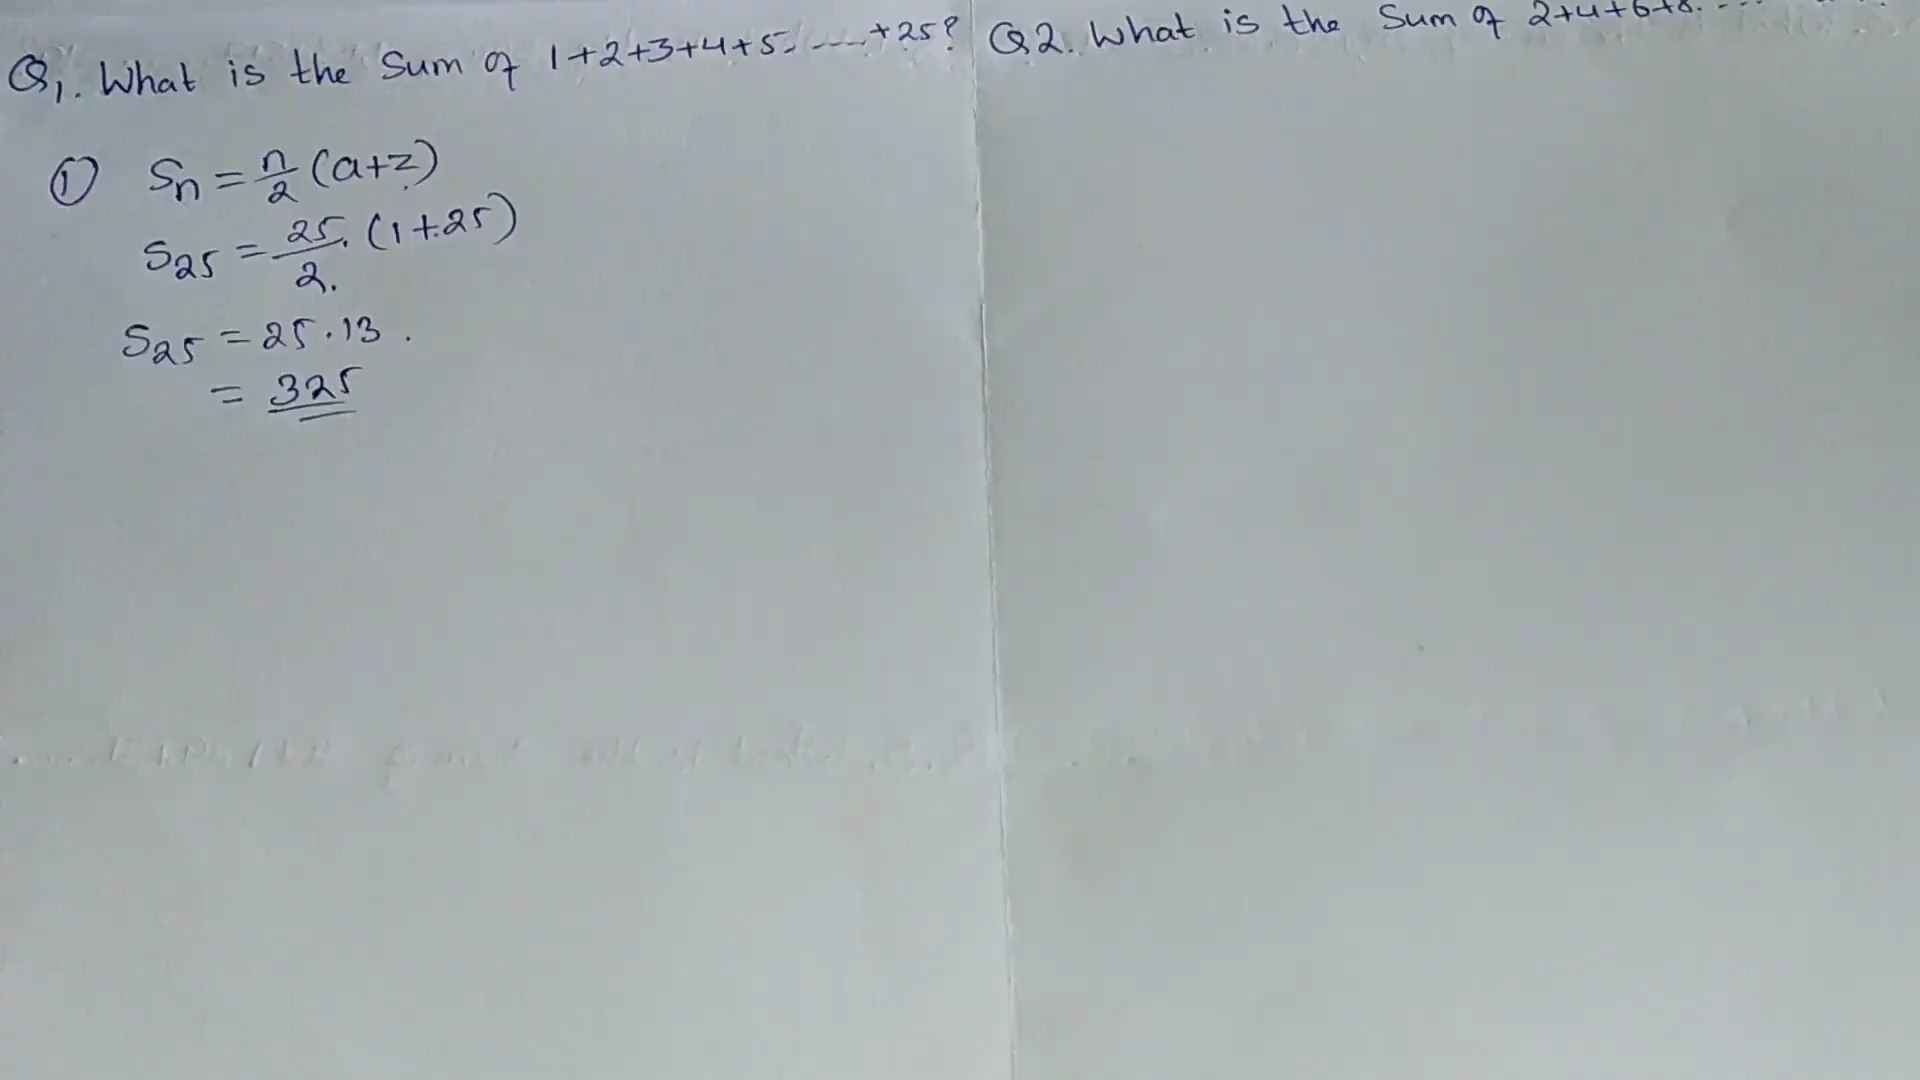 Q1. What is the Sum of 1+2+3+4+5- ----+25?
① Sn = n/2 (a+z)
S25 = 25/2. (1+25)
S25 = 25.13.
= 325
Q2. What is the Sum of 2+4+6+8. ---